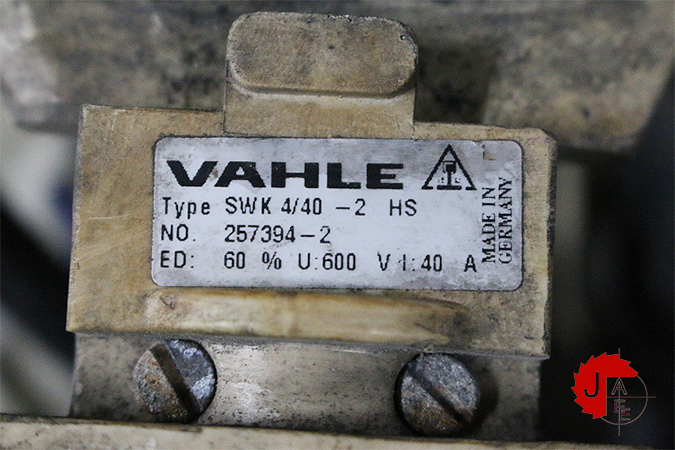 VAHLE
Type SWK 4/40 -2 HS
NO. 257394-2
ED: 60 % U:600 V I:40 A
MADE IN
GERMANY
J
A